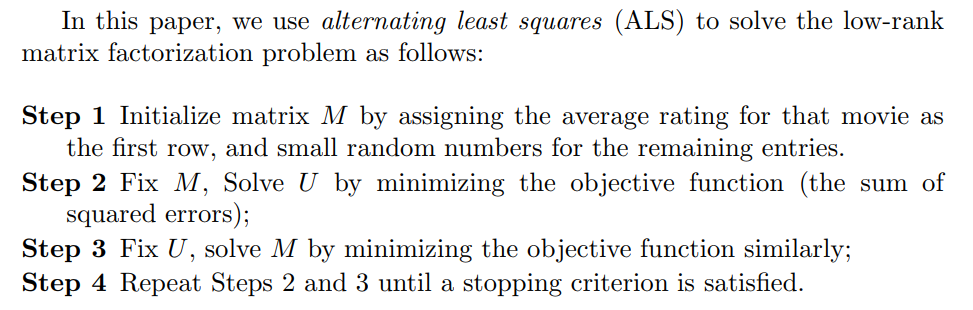 In this paper, we use alternating least squares (ALS) to solve the low-rank
matrix factorization problem as follows:
Step 1 Initialize matrix M by assigning the average rating for that movie as
the first row, and small random numbers for the remaining entries.
Step 2 Fix M, Solve U by minimizing the objective function (the sum of
squared errors);
Step 3 Fix U, solve M by minimizing the objective function similarly;
Step 4 Repeat Steps 2 and 3 until a stopping criterion is satisfied.